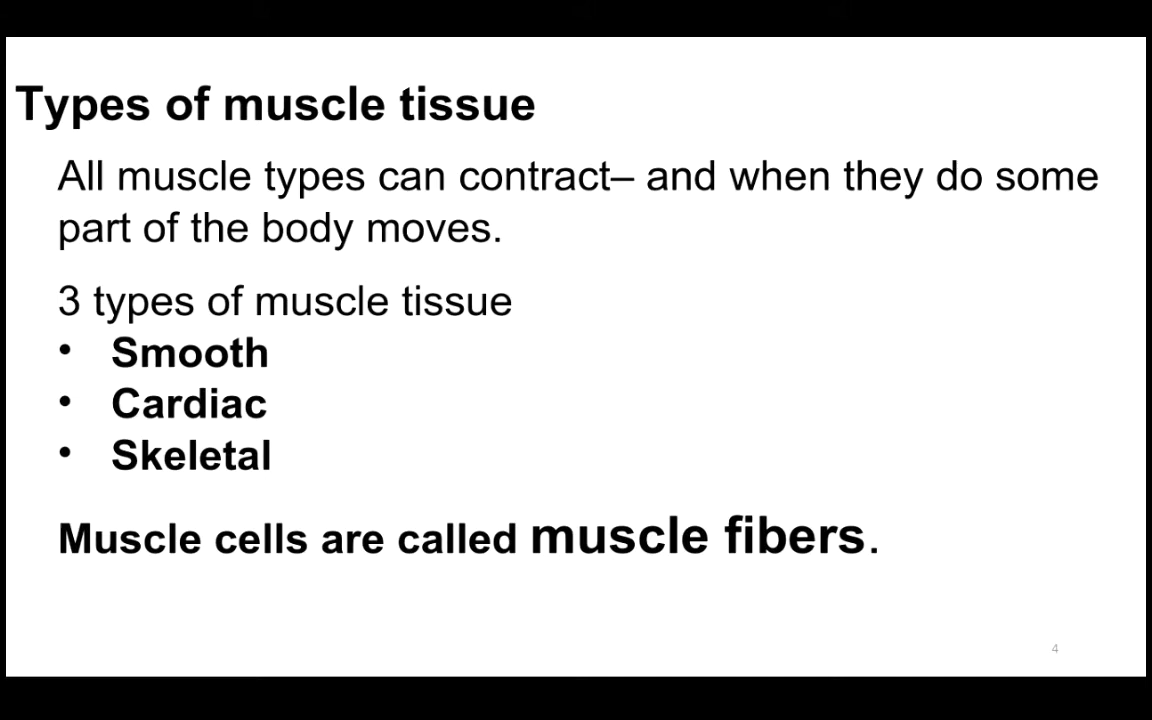 Types of muscle tissue
All muscle types can contract– and when they do some
part of the body moves.
3 types of muscle tissue
• Smooth
• Cardiac
• Skeletal
Muscle cells are called muscle fibers.
4